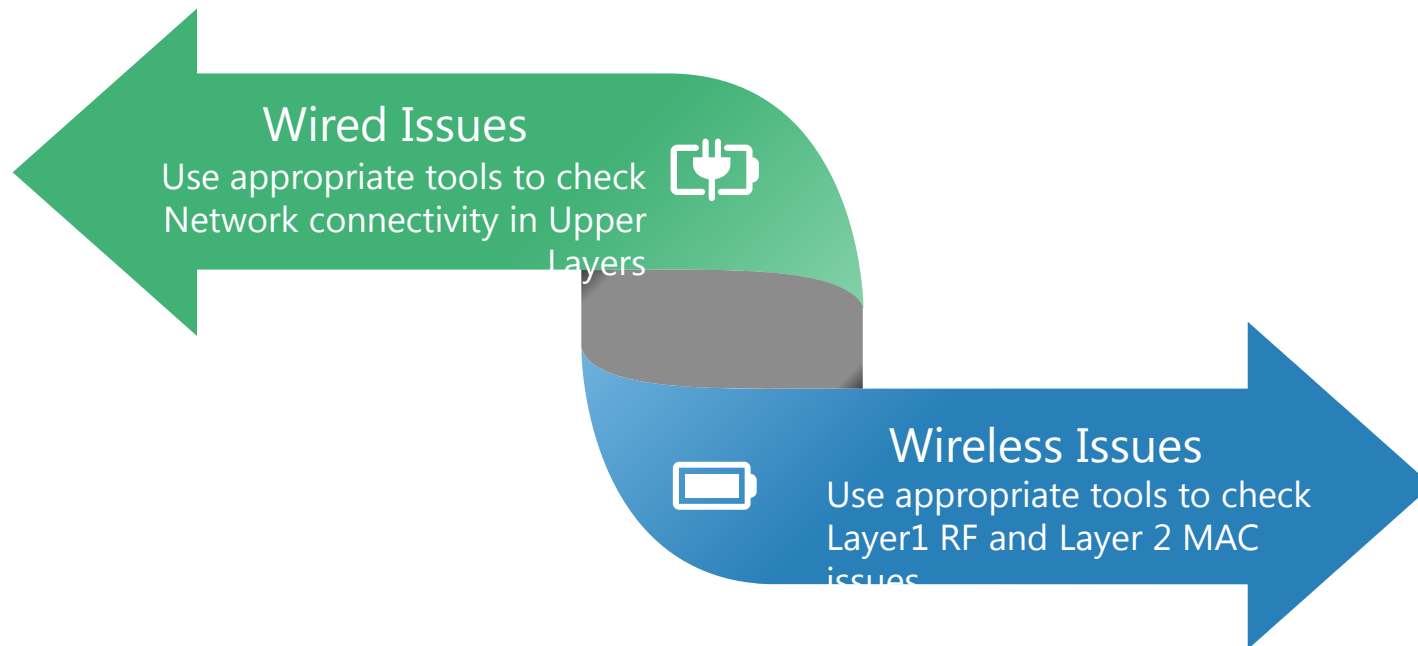 Wired Issues
Use appropriate tools to check
Network connectivity in Upper
Layers
Wireless Issues
Use appropriate tools to check
Layer1 RF and Layer 2 MAC
issues